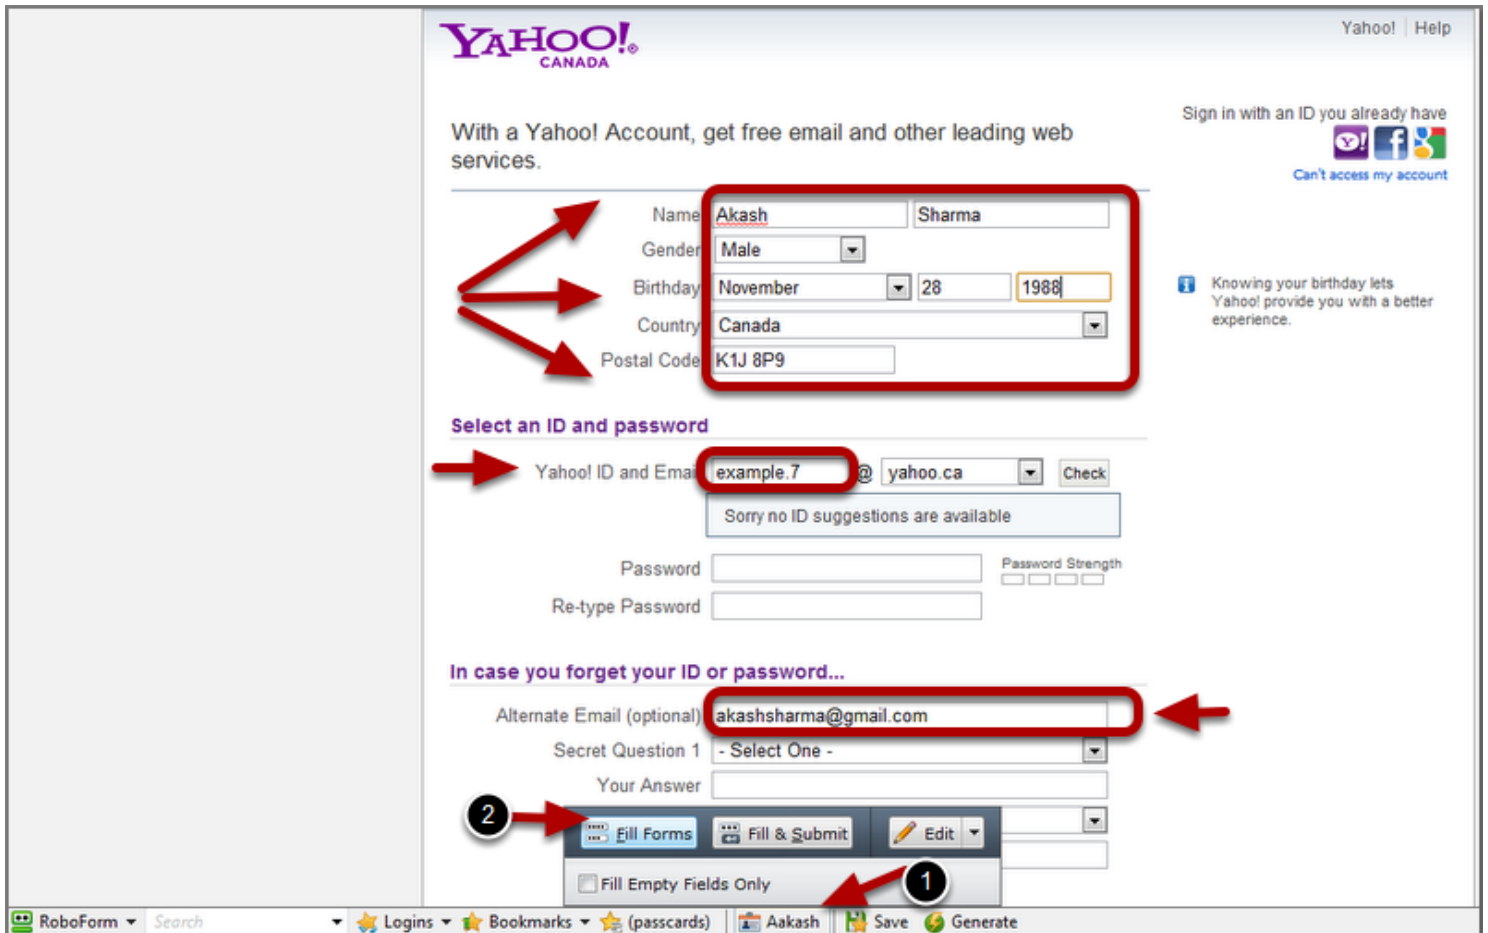 YAHOO!
CANADA
Yahoo! Help
Sign in with an ID you already have
Y! f g
Can't access my account
With a Yahoo! Account, get free email and other leading web
services.
Name Akash Sharma
Gender Male
Birthday November 28 1988
Knowing your birthday lets
Yahoo! provide you with a better
experience.
Country Canada
Postal Code K1J 8P9
Select an ID and password
Yahoo! ID and Emai example.7 @ yahoo.ca Check
Sorry no ID suggestions are available
Password Password Strength
Re-type Password
In case you forget your ID or password...
Alternate Email (optional) akashsharma@gmail.com
Secret Question 1 - Select One -
Your Answer
2 Fill Forms Fill & Submit Edit
Fill Empty Fields Only 1
RoboForm Search Logins Bookmarks (passcards) Aakash Save Generate